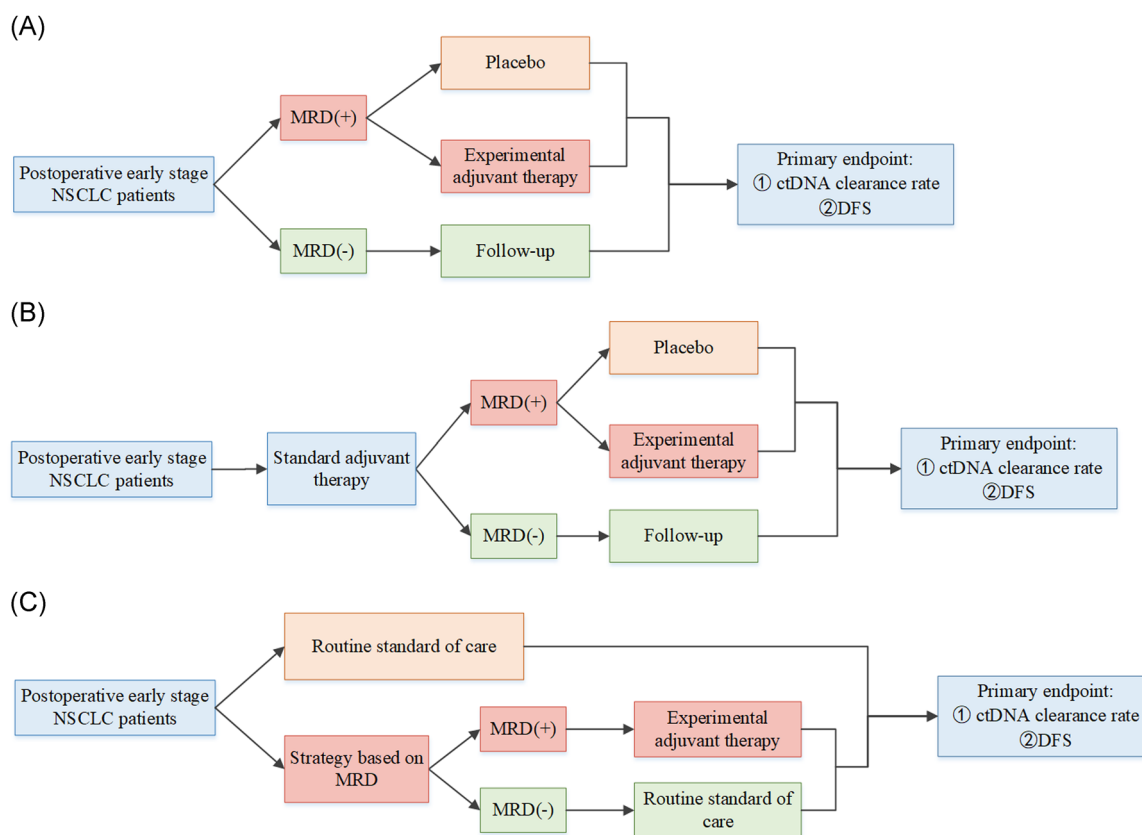 (A)
Placebo
MRD(+)
Experimental
adjuvant therapy
Postoperative early stage
NSCLC patients
Primary endpoint:
① ctDNA clearance rate
②DFS
MRD(-)
Follow-up
(B)
Placebo
MRD(+)
Experimental
adjuvant therapy
Postoperative early stage
NSCLC patients
Standard adjuvant
therapy
Primary endpoint:
① ctDNA clearance rate
②DFS
MRD(-)
Follow-up
(C)
Routine standard of care
Postoperative early stage
NSCLC patients
Primary endpoint:
① ctDNA clearance rate
②DFS
Strategy based on
MRD
MRD(+)
Experimental
adjuvant therapy
MRD(-)
Routine standard of
care